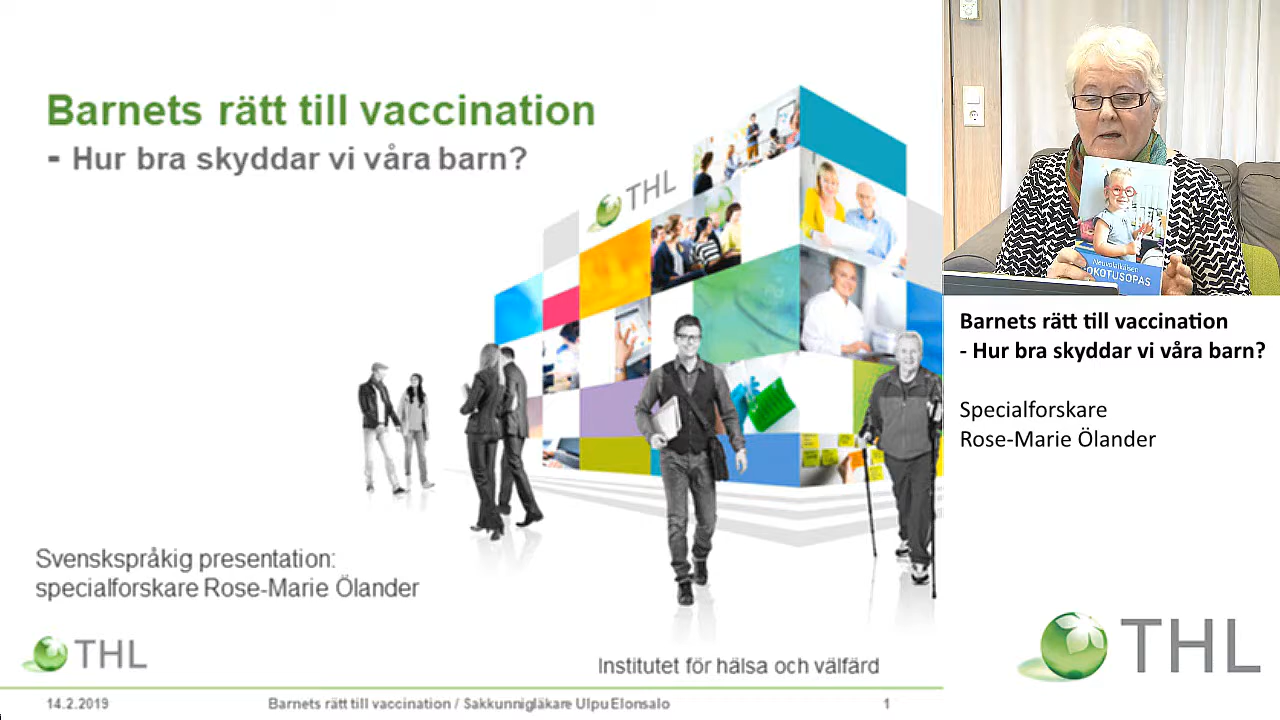 Barnets rätt till vaccination
- Hur bra skyddar vi våra barn?
THL
Svenskspråkig presentation:
specialforskare Rose-Marie Ölander
THL
Institutet för hälsa och välfärd
14.2.2019
Barnets rätt till vaccination / Sakkunnigläkare Ulpu Elonsalo
1
Neuvolaikäisen
OKOTUSOPAS
Barnets rätt till vaccination
- Hur bra skyddar vi våra barn?
Specialforskare
Rose-Marie Ölander
THL